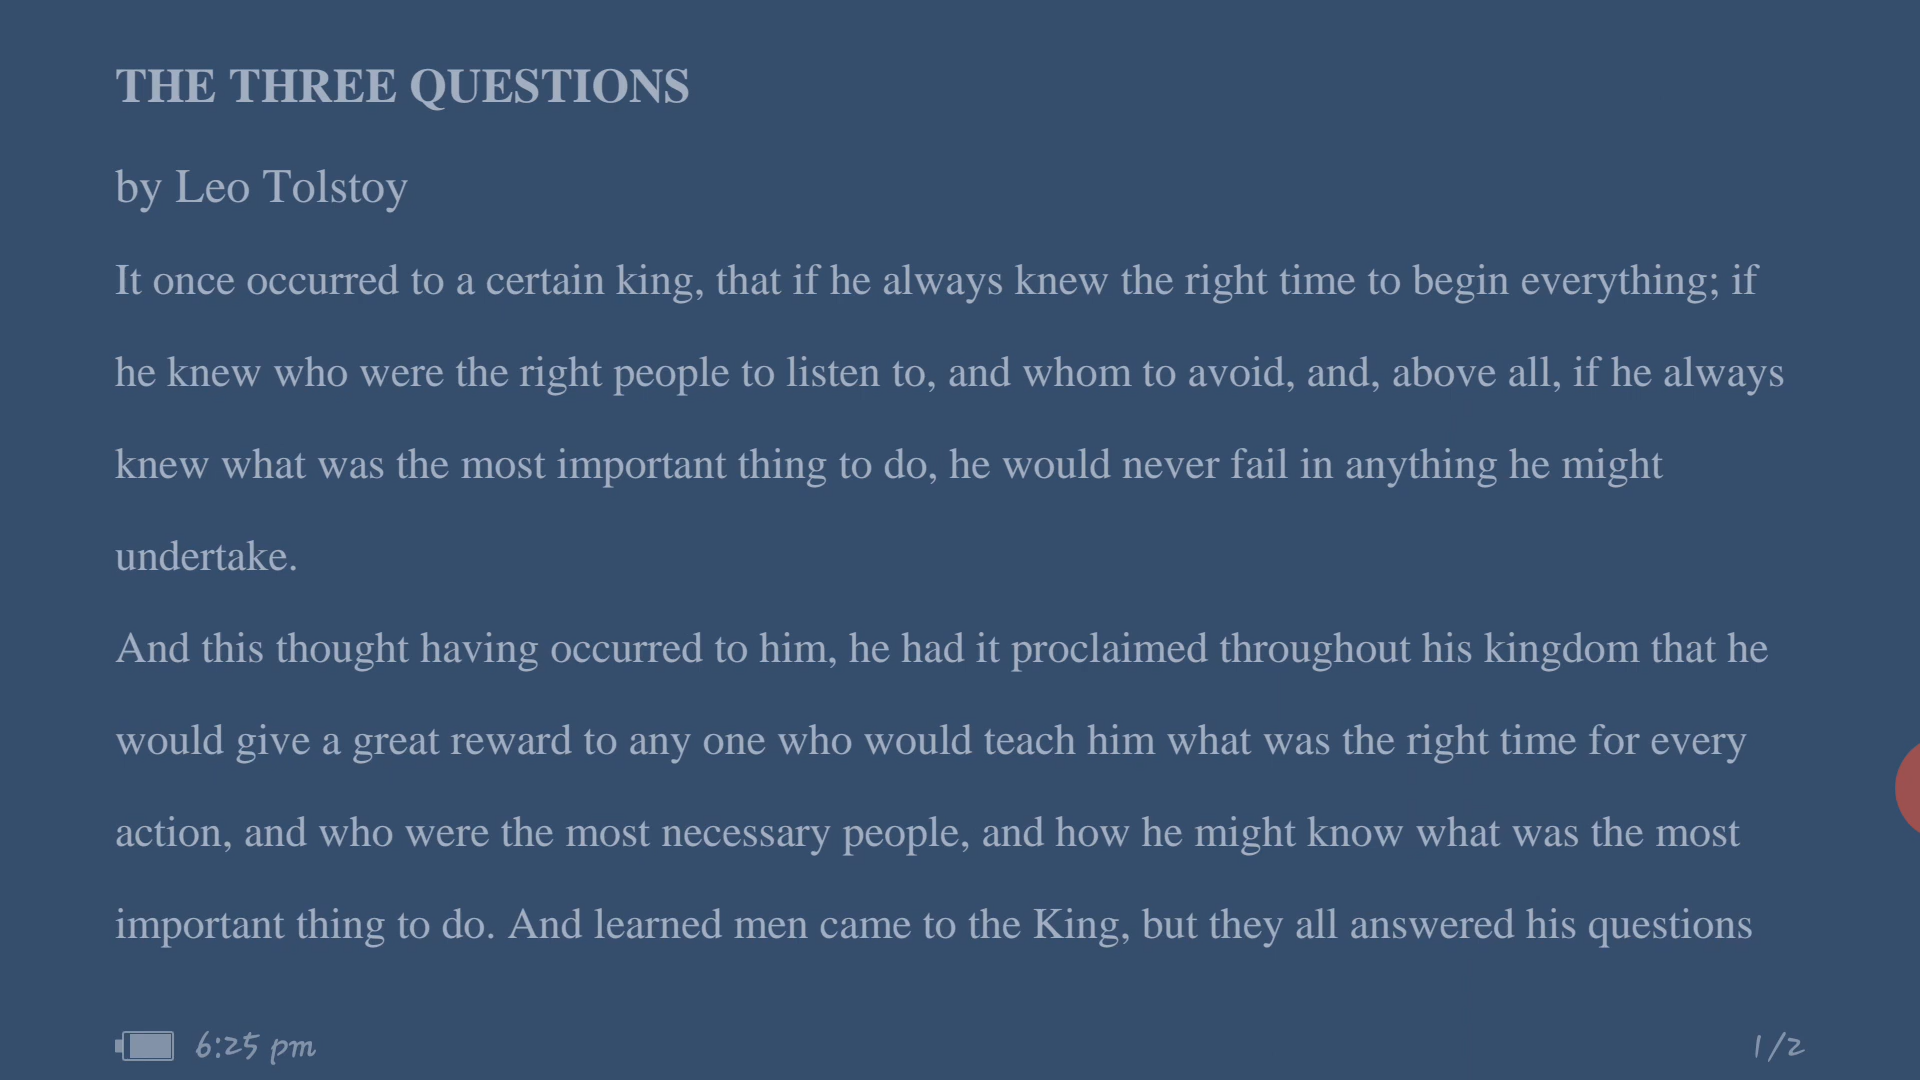 THE THREE QUESTIONS
by Leo Tolstoy
It once occurred to a certain king, that if he always knew the right time to begin everything; if
he knew who were the right people to listen to, and whom to avoid, and, above all, if he always
knew what was the most important thing to do, he would never fail in anything he might
undertake.
And this thought having occurred to him, he had it proclaimed throughout his kingdom that he
would give a great reward to any one who would teach him what was the right time for every
action, and who were the most necessary people, and how he might know what was the most
important thing to do. And learned men came to the King, but they all answered his questions
6:25 pm 1/2